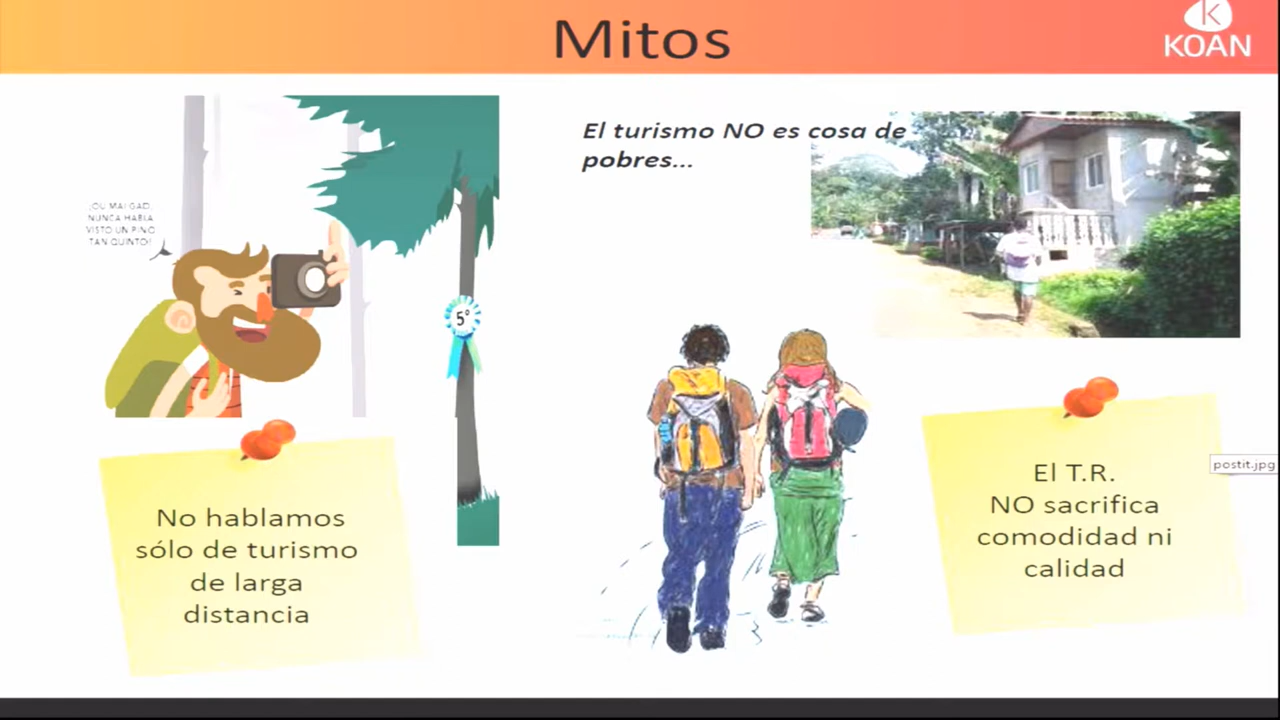 Mitos
K
KOAN
¡OU MAI GAD,
NUNCA HABÍA
VISTO UN PINO
TAN QUINTO!
5º
El turismo NO es cosa de
pobres...
No hablamos
sólo de turismo
de larga
distancia
El T.R.
NO sacrifica
comodidad ni
calidad
postit.jpg